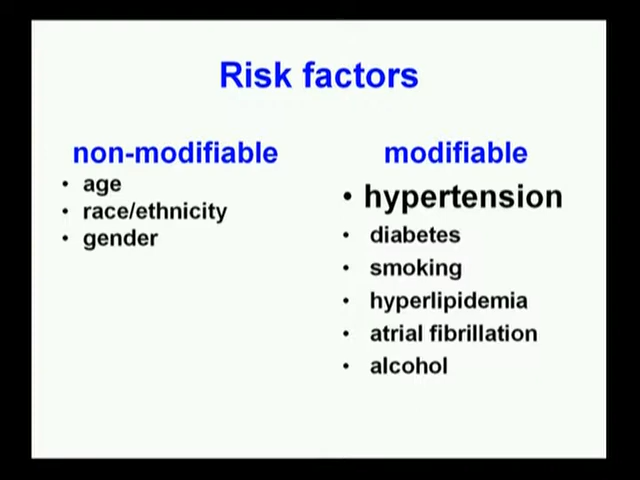 Risk factors
non-modifiable
• age
• race/ethnicity
• gender
modifiable
• hypertension
• diabetes
• smoking
• hyperlipidemia
• atrial fibrillation
• alcohol